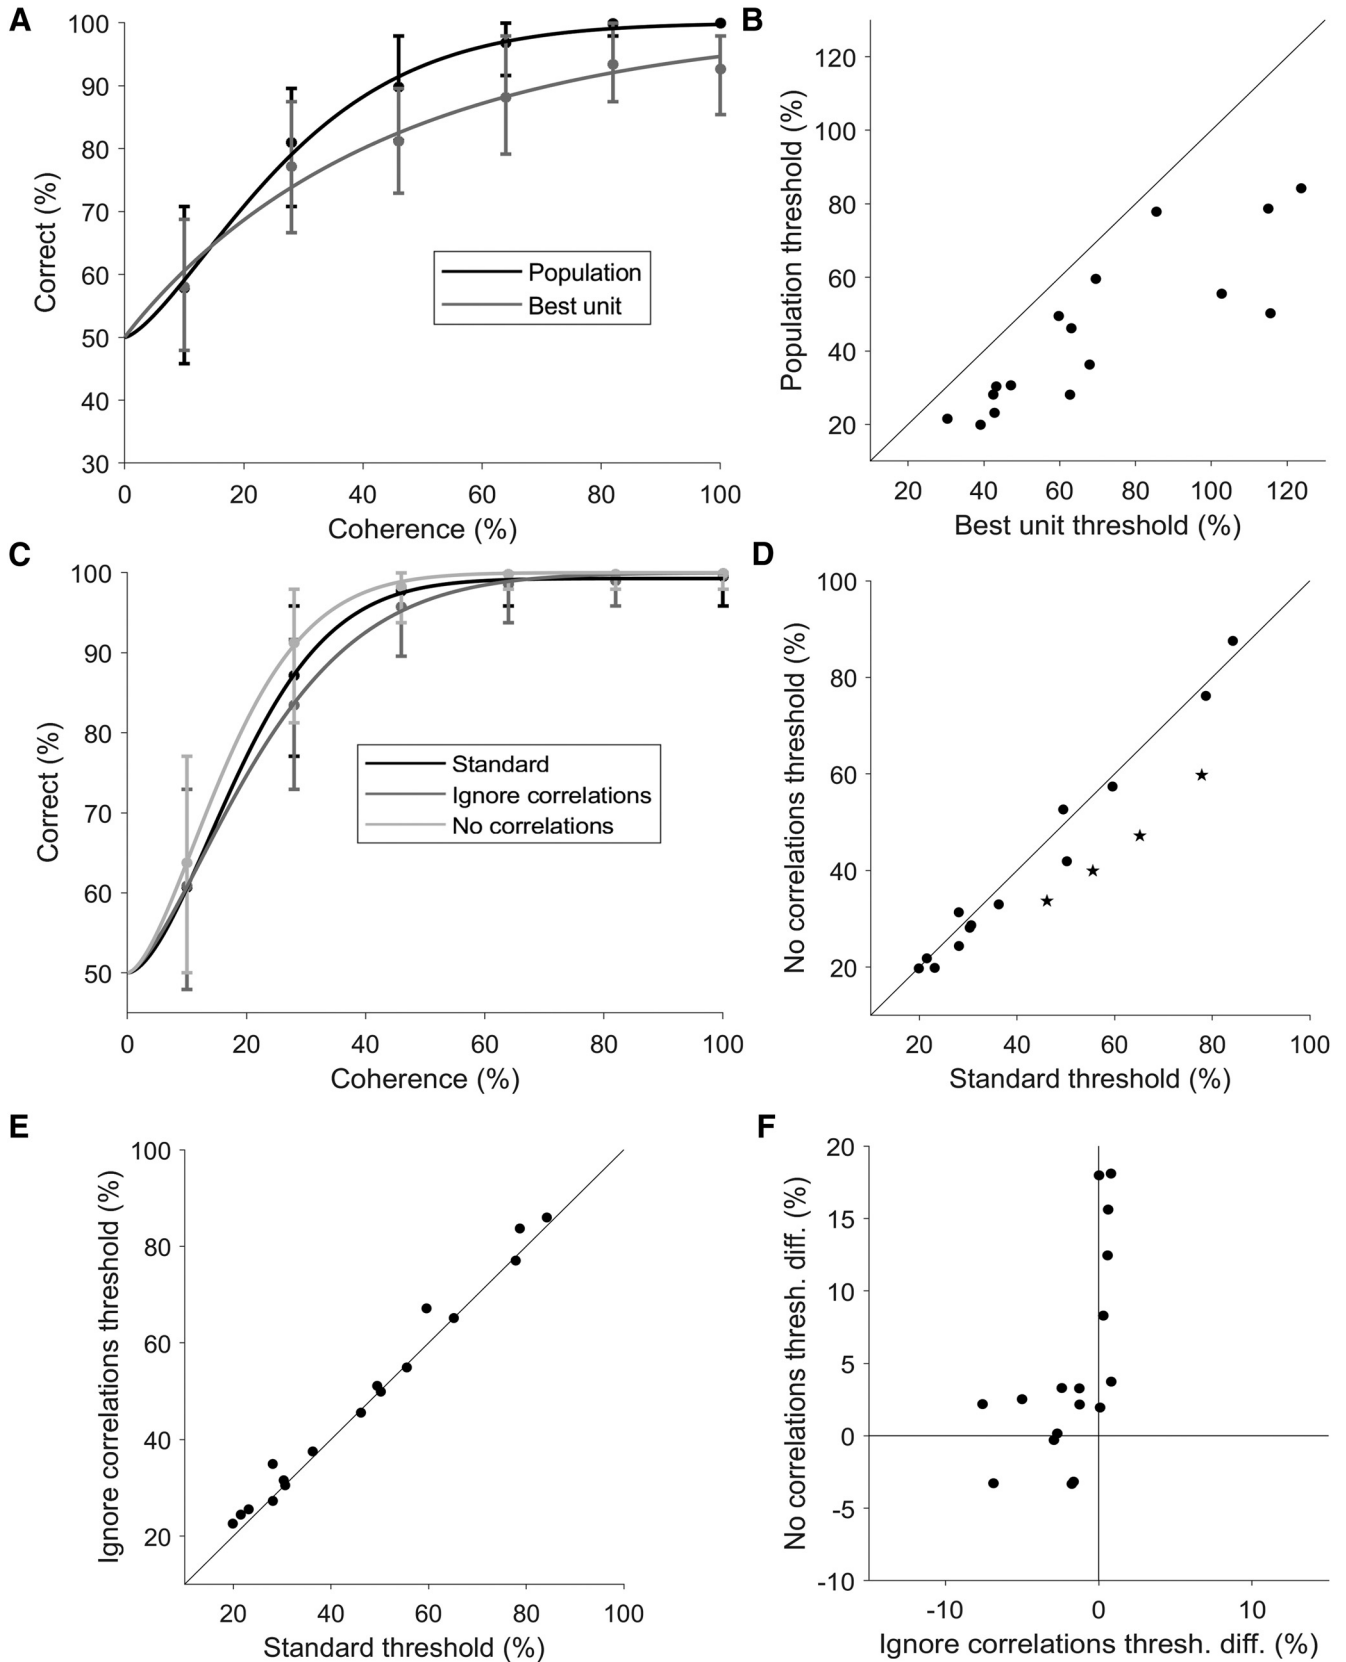 A
100
90
80
70
60
50
40
30
Correct (%)
0 20 40 60 80 100
Coherence (%)
Population
Best unit
B
120
100
80
60
40
20
Population threshold (%)
20 40 60 80 100 120
Best unit threshold (%)
C
100
90
80
70
60
50
Correct (%)
0 20 40 60 80 100
Coherence (%)
Standard
Ignore correlations
No correlations
D
100
80
60
40
20
No correlations threshold (%)
20 40 60 80 100
Standard threshold (%)
E
100
80
60
40
20
Ignore correlations threshold (%)
20 40 60 80 100
Standard threshold (%)
F
20
15
10
5
0
-5
-10
No correlations thresh. diff. (%)
-10 0 10
Ignore correlations thresh. diff. (%)